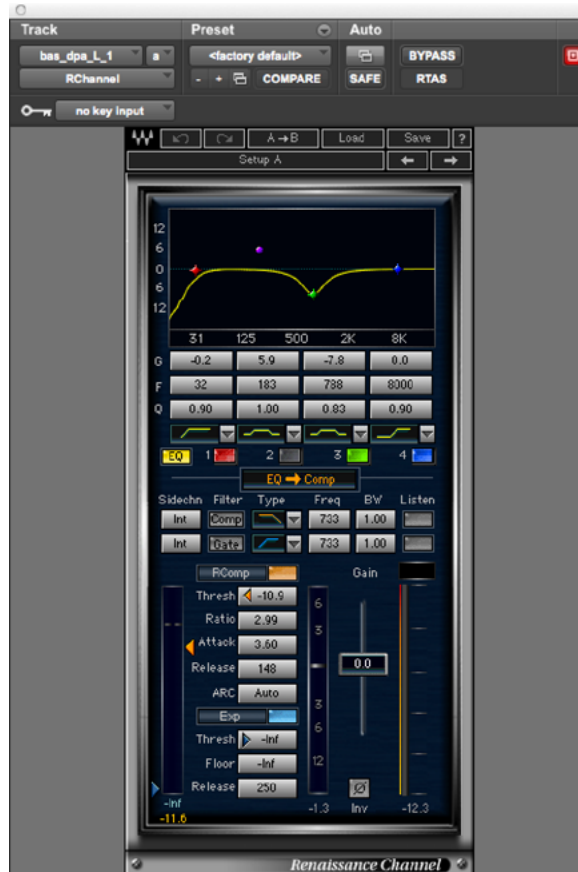 Track Preset Auto
bas_dpa_L_1 a <factory default> BYPASS
RChannel - + COMPARE SAFE RTAS
no key input
A→B Load Save ?
Setup A ← →
12
6
0
6
12
31 125 500 2K 8K
G -0.2 5.9 -7.8 0.0
F 32 183 788 8000
Q 0.90 1.00 0.83 0.90
EQ 1 2 3 4
EQ → Comp
Sidechn Filter Type Freq BW Listen
Int Comp 733 1.00
Int Gate 733 1.00
RComp Gain
Thresh -10.9
Ratio 2.99
Attack 3.60
Release 148
ARC Auto
Exp
Thresh -Inf
Floor -Inf
Release 250
6
3
3
6
12
0.0
-Inf
-11.6
-1.3 Inv -12.3
Renaissance Channel